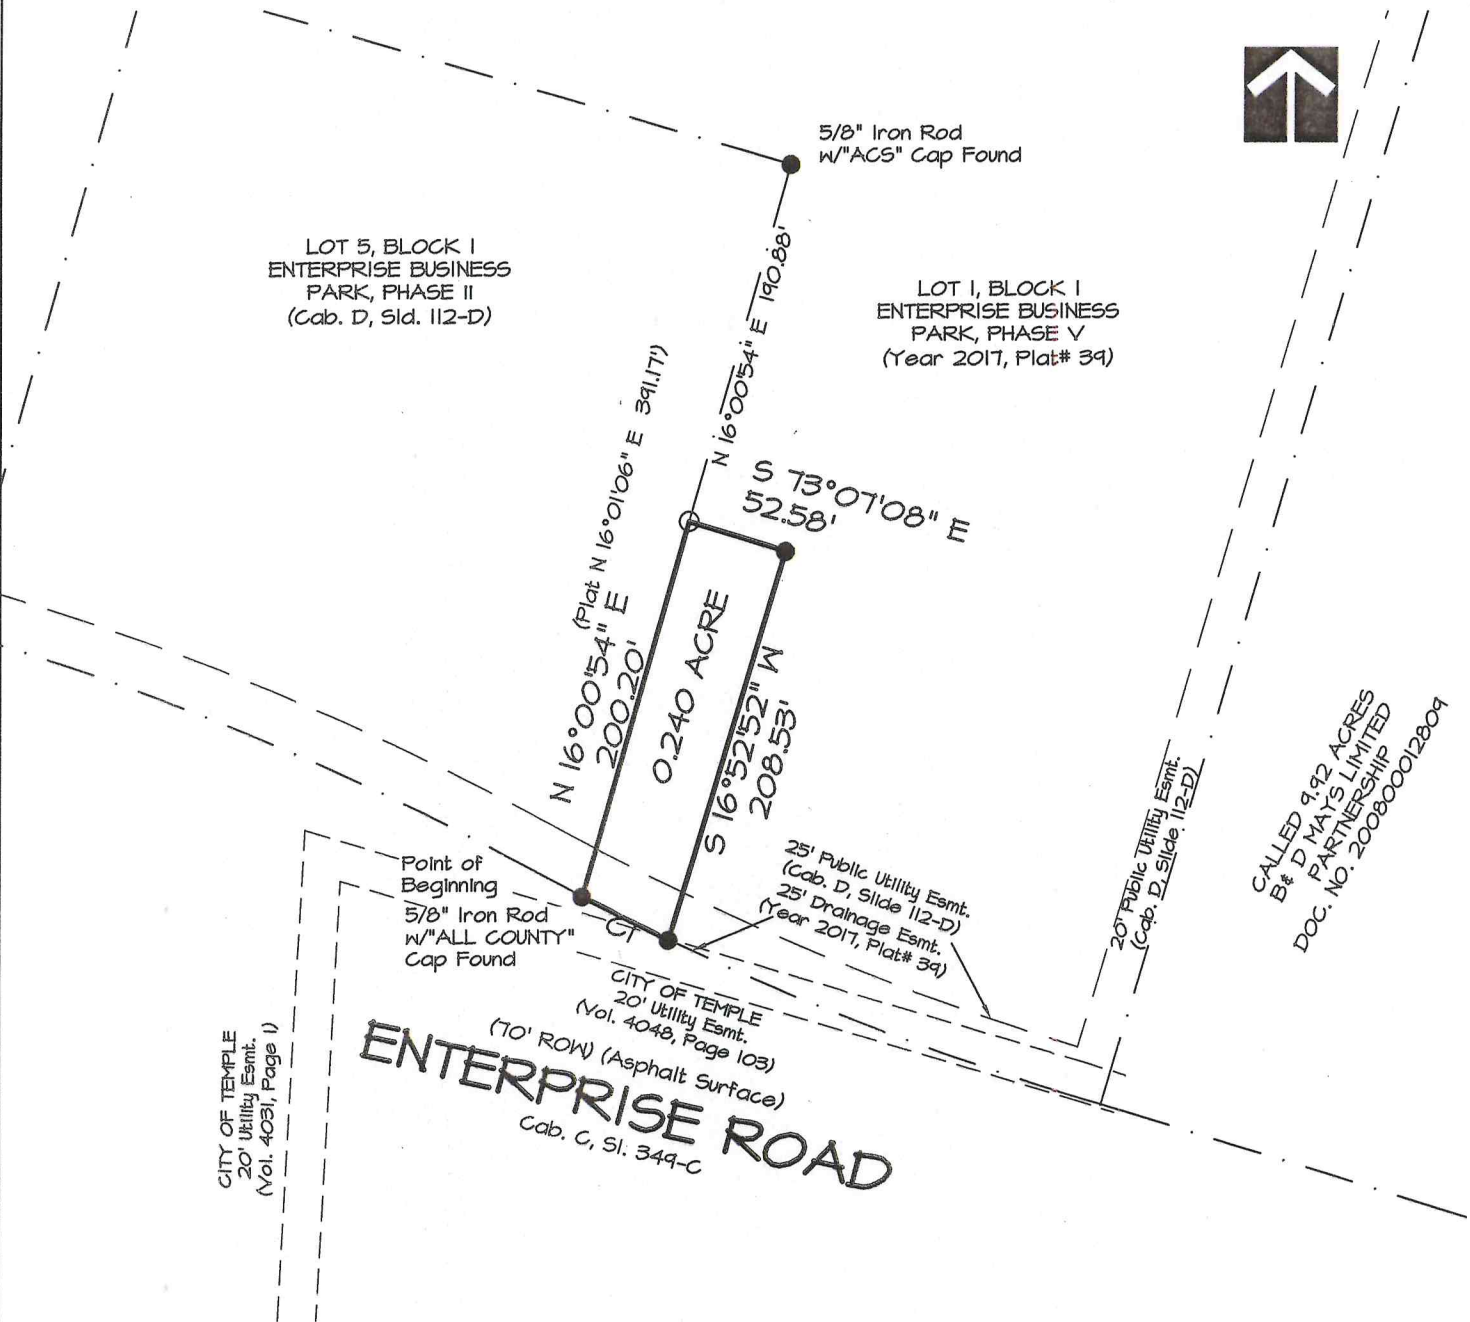 5/8" Iron Rod
w/"ACS" Cap Found
LOT 5, BLOCK 1
ENTERPRISE BUSINESS
PARK, PHASE II
(Cab. D, Sld. 112-D)
N 16°00'54" E 190.88'
LOT 1, BLOCK 1
ENTERPRISE BUSINESS
PARK, PHASE V
(Year 2017, Plat# 39)
(Plat N 16°01'06" E 391.17')
N 16°00'54" E
200.20'
S 73°07'08" E
52.58'
0.240 ACRE
S 16°52'52" W
208.53'
Point of
Beginning
5/8" Iron Rod
w/"ALL COUNTY"
Cap Found
C1
25' Public Utility Esmt.
(Cab. D, Slide 112-D)
25' Drainage Esmt.
(Year 2017, Plat# 39)
20' Public Utility Esmt.
(Cab. D, Slide 112-D)
CALLED 9.92 ACRES
B& D MAYS LIMITED
PARTNERSHIP
DOC. NO. 200800012809
CITY OF TEMPLE
20' Utility Esmt.
(Vol. 4048, Page 103)
(70' ROW) (Asphalt Surface)
ENTERPRISE ROAD
Cab. C, Sl. 349-C
CITY OF TEMPLE
20' Utility Esmt.
(Vol. 4031, Page 1)